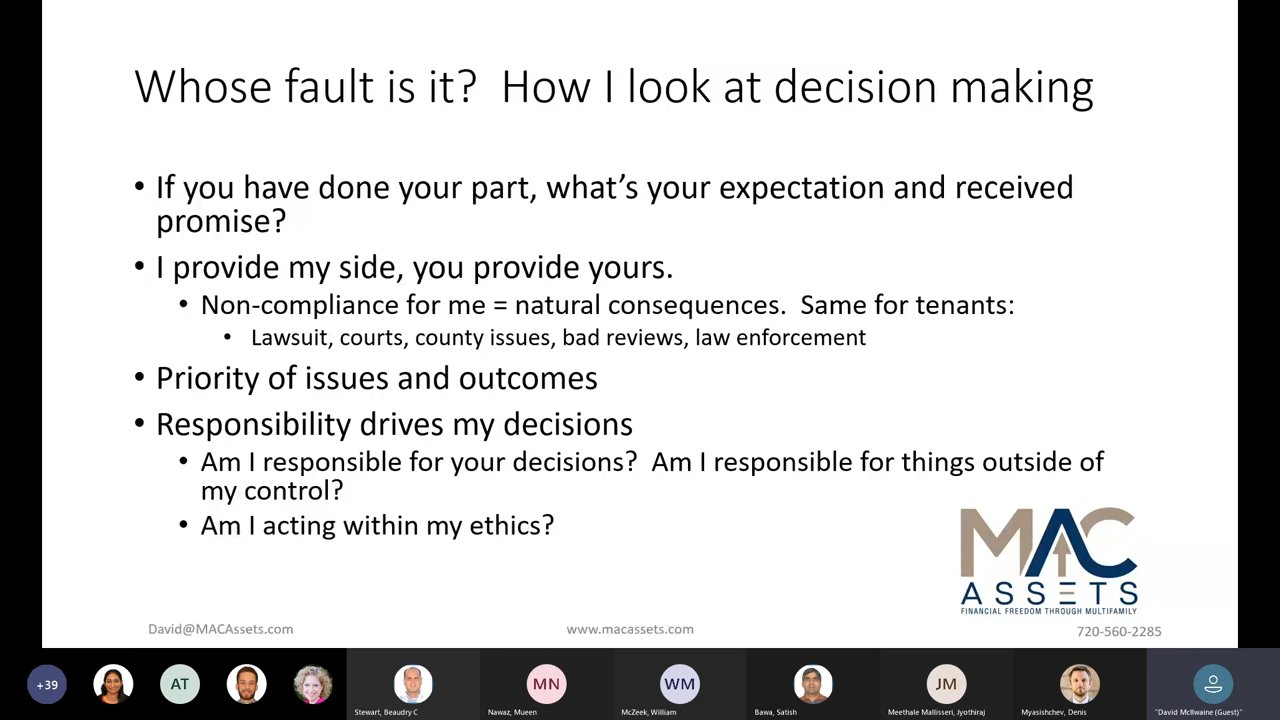 Whose fault is it?  How I look at decision making
• If you have done your part, what’s your expectation and received
promise?
• I provide my side, you provide yours.
• Non-compliance for me = natural consequences.  Same for tenants:
• Lawsuit, courts, county issues, bad reviews, law enforcement
• Priority of issues and outcomes
• Responsibility drives my decisions
• Am I responsible for your decisions?  Am I responsible for things outside of
my control?
• Am I acting within my ethics?
MAC
ASSETS
FINANCIAL FREEDOM THROUGH MULTIFAMILY
David@MACAssets.com
www.macassets.com
720-560-2285
+39
AT
MN
WM
JM
Stewart, Beaudry C
Nawaz, Mueen
McZeek, William
Bawa, Satish
Meethale Mallisseri, Jyothiraj
Myasishchev, Denis
"David McIlwaine (Guest)"